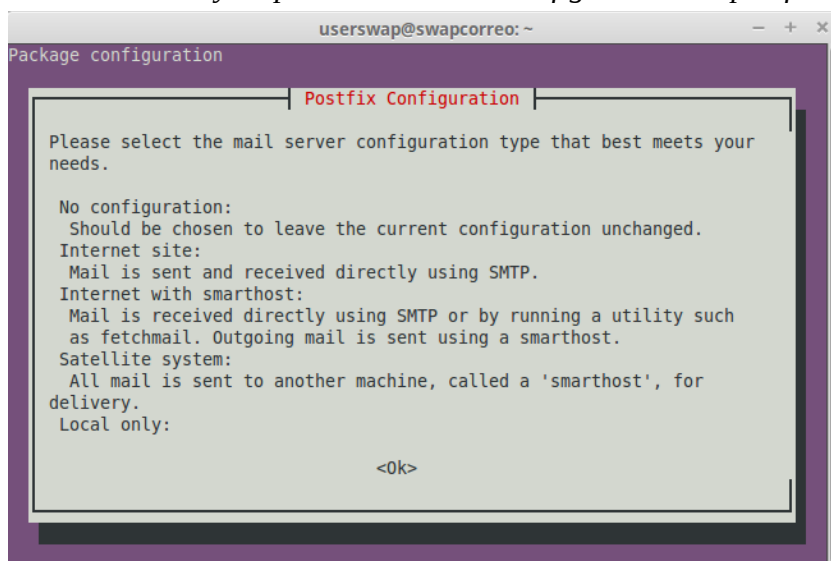 userswap@swapcorreo: ~
Package configuration
Postfix Configuration
Please select the mail server configuration type that best meets your
needs.
No configuration:
Should be chosen to leave the current configuration unchanged.
Internet site:
Mail is sent and received directly using SMTP.
Internet with smarthost:
Mail is received directly using SMTP or by running a utility such
as fetchmail. Outgoing mail is sent using a smarthost.
Satellite system:
All mail is sent to another machine, called a 'smarthost', for
delivery.
Local only:
<Ok>